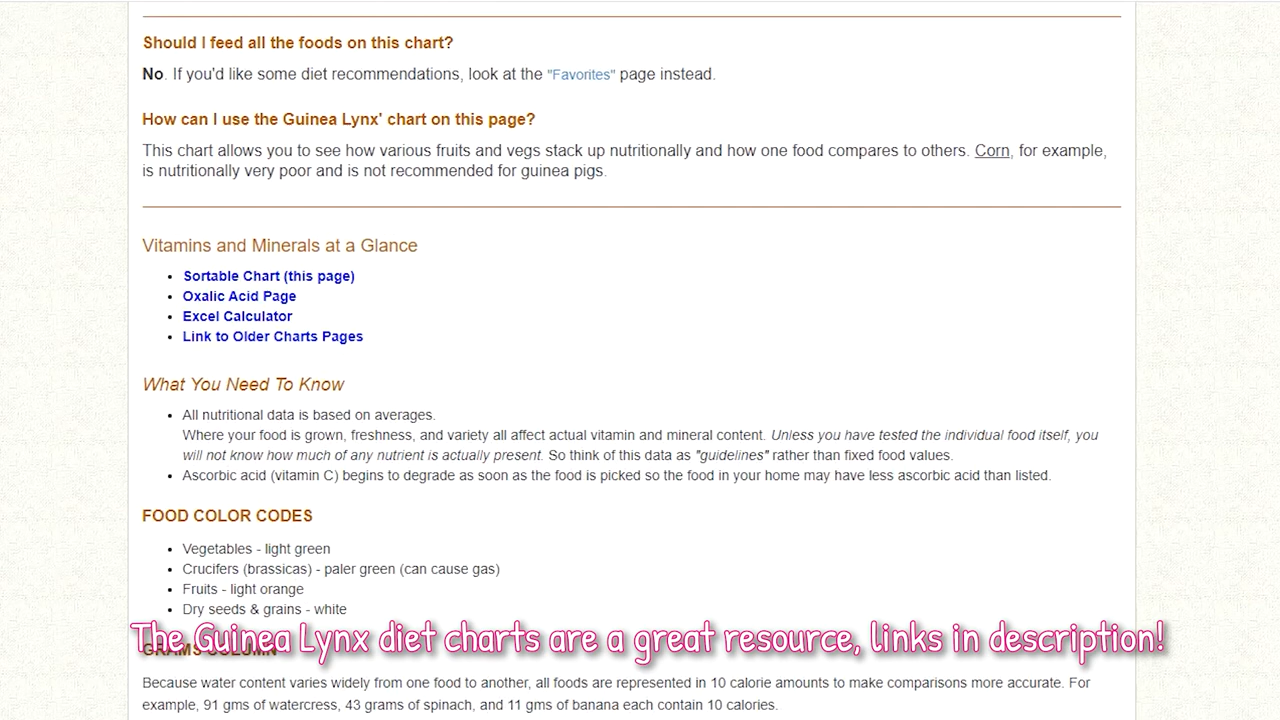 Should I feed all the foods on this chart?
No. If you'd like some diet recommendations, look at the "Favorites" page instead.
How can I use the Guinea Lynx' chart on this page?
This chart allows you to see how various fruits and vegs stack up nutritionally and how one food compares to others. Corn, for example,
is nutritionally very poor and is not recommended for guinea pigs.
Vitamins and Minerals at a Glance
• Sortable Chart (this page)
• Oxalic Acid Page
• Excel Calculator
• Link to Older Charts Pages
What You Need To Know
• All nutritional data is based on averages.
Where your food is grown, freshness, and variety all affect actual vitamin and mineral content. Unless you have tested the individual food itself, you
will not know how much of any nutrient is actually present. So think of this data as "guidelines" rather than fixed food values.
• Ascorbic acid (vitamin C) begins to degrade as soon as the food is picked so the food in your home may have less ascorbic acid than listed.
FOOD COLOR CODES
• Vegetables - light green
• Crucifers (brassicas) - paler green (can cause gas)
• Fruits - light orange
• Dry seeds & grains - white
The Guinea Lynx diet charts are a great resource, links in description!
GRAMS COLUMN
Because water content varies widely from one food to another, all foods are represented in 10 calorie amounts to make comparisons more accurate. For
example, 91 gms of watercress, 43 grams of spinach, and 11 gms of banana each contain 10 calories.